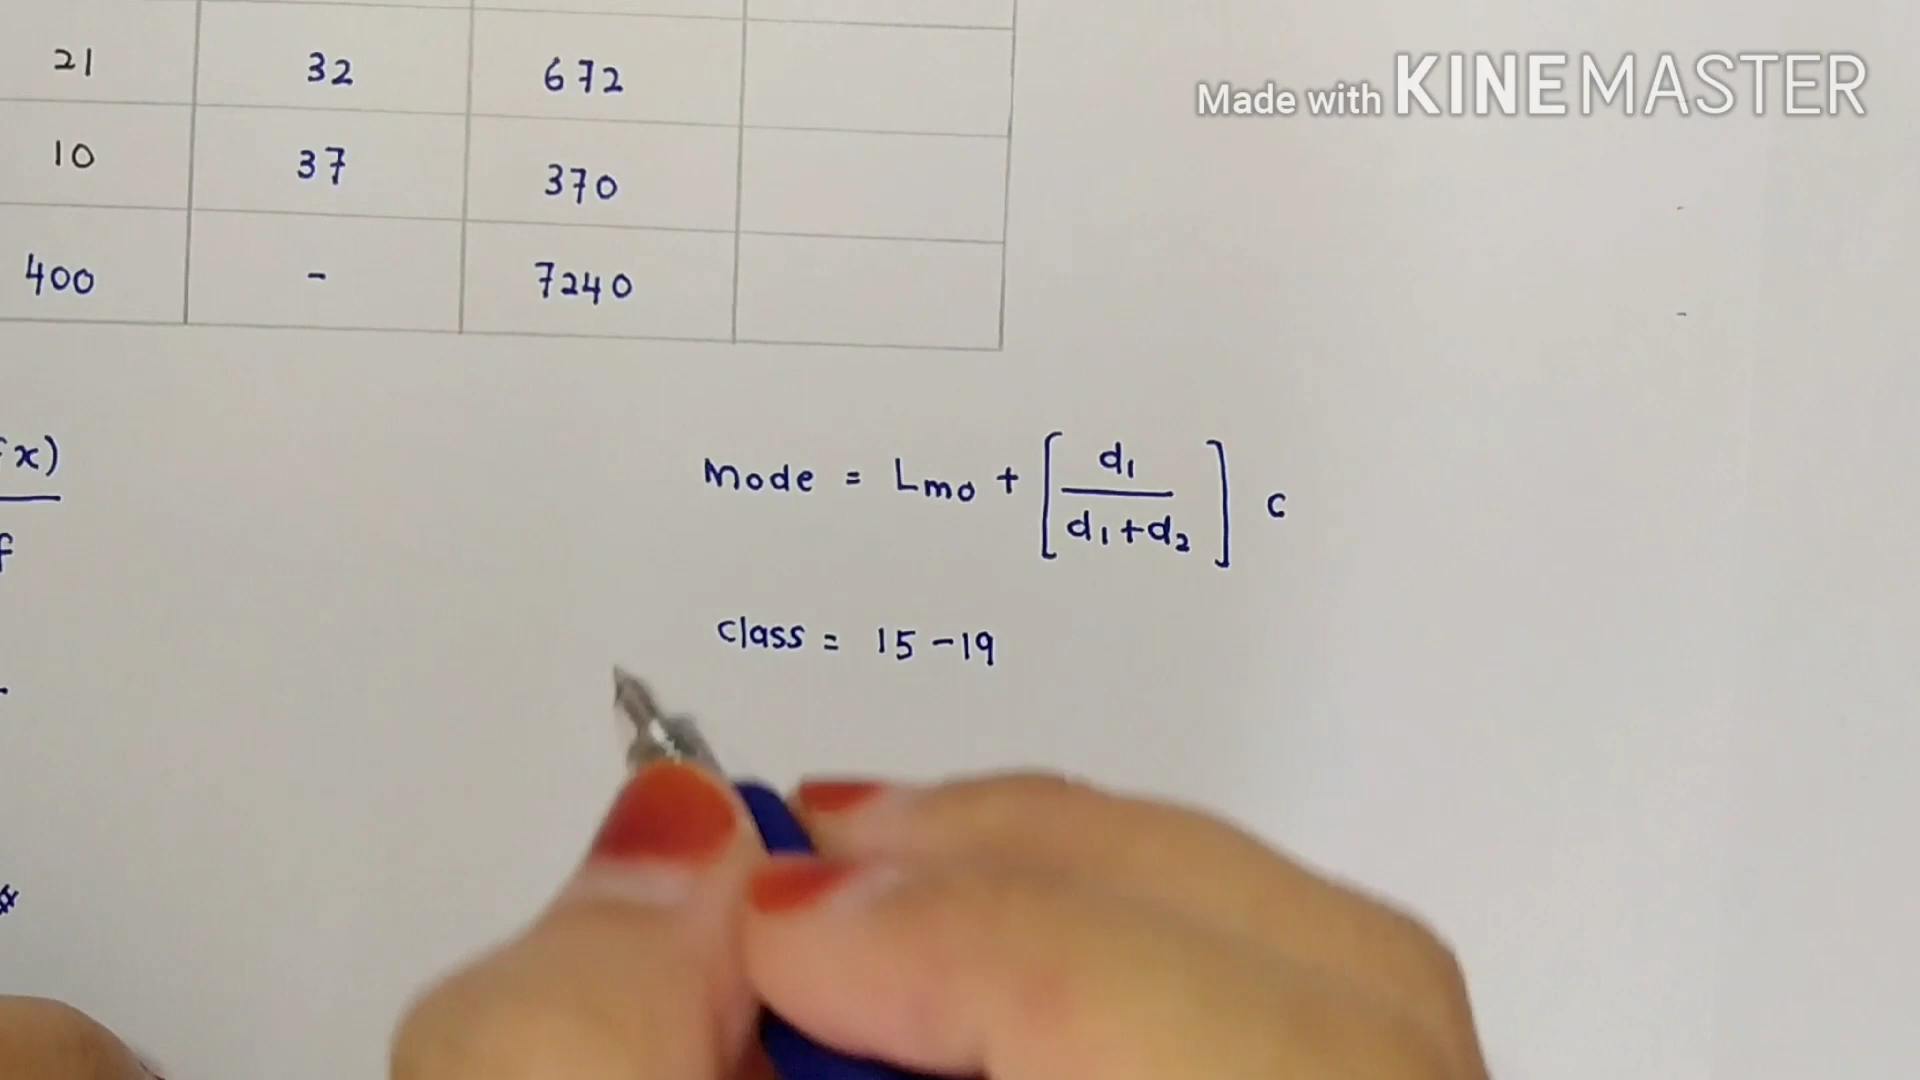 21 32 672
10 37 370
400 - 7240
Made with KINEMASTER
x)
f
Mode = Lmo + [ d1 / d1+d2 ] c
class = 15-19